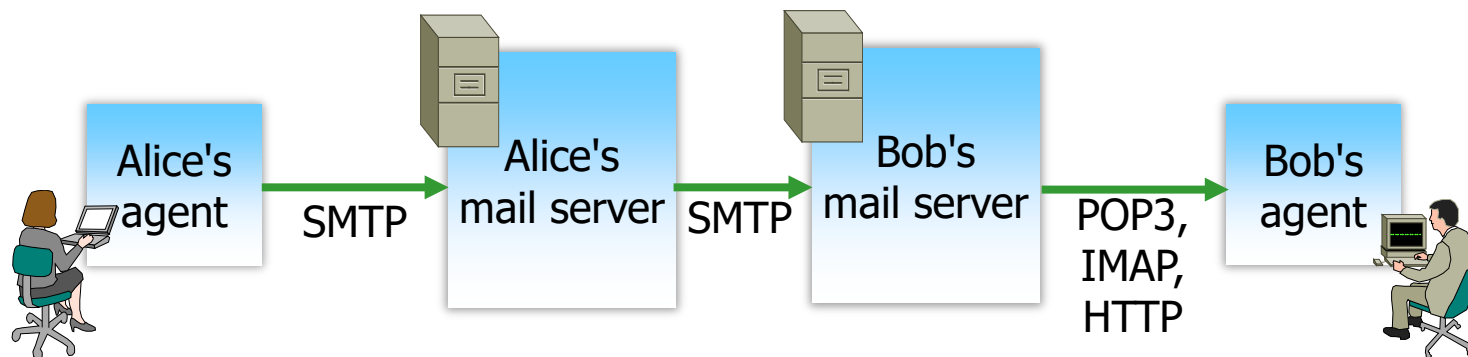 Alice's
agent
SMTP
Alice's
mail server
SMTP
Bob's
mail server
POP3,
IMAP,
HTTP
Bob's
agent